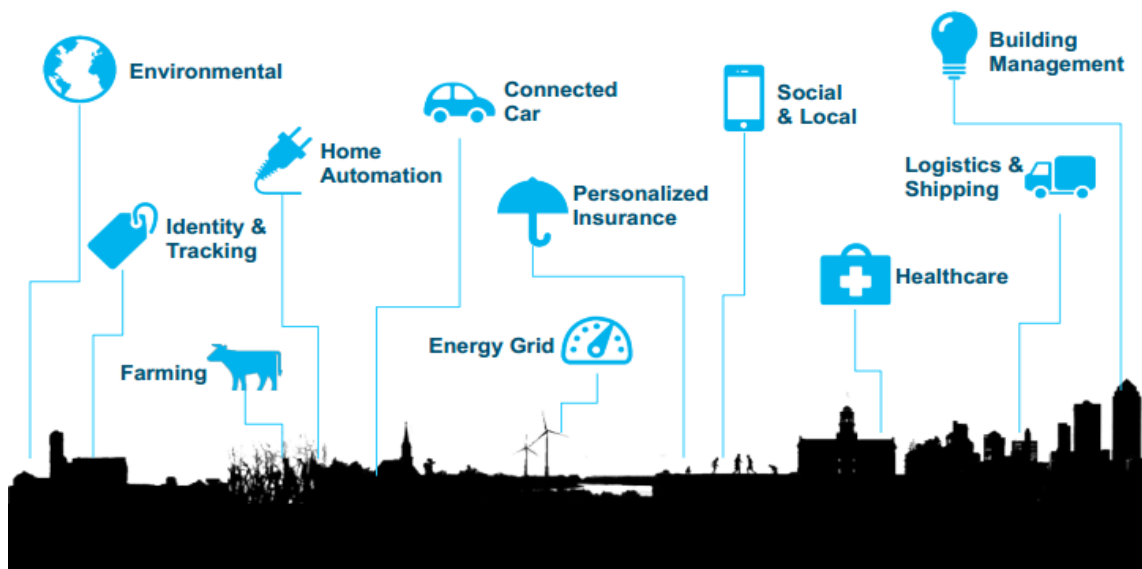 Environmental
Building
Management
Connected
Car
Social
& Local
Home
Automation
Logistics &
Shipping
Personalized
Insurance
Identity &
Tracking
Healthcare
Energy Grid
Farming